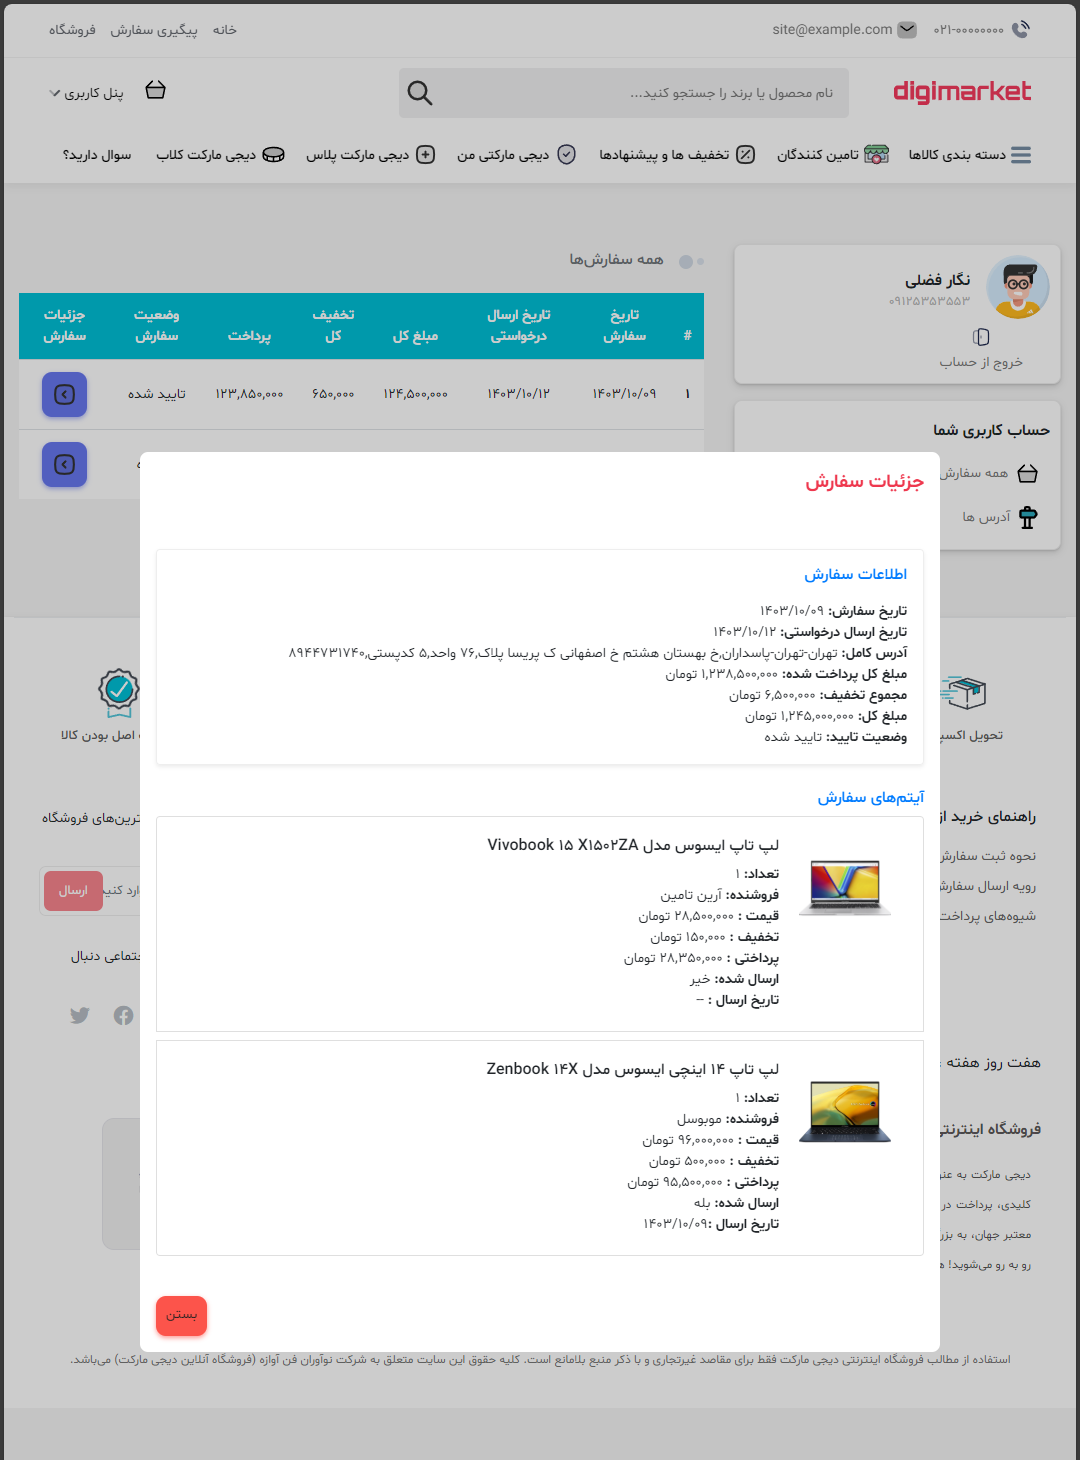 ۰۲۱-۰۰۰۰۰۰۰۰ site@example.com خانه پیگیری سفارش فروشگاه
digimarket نام محصول یا برند را جستجو کنید... پنل کاربری
دسته بندی کالاها تامین کنندگان تخفیف ها و پیشنهادها دیجی مارکتی من دیجی مارکت پلاس دیجی مارکت کلاب سوال دارید؟
نگار فضلی
۰۹۱۲۵۳۵۳۵۵۳
خروج از حساب
حساب کاربری شما
همه سفارش
آدرس ها
همه سفارش‌ها
# تاریخ سفارش تاریخ ارسال درخواستی مبلغ کل تخفیف کل پرداخت وضعیت سفارش جزئیات سفارش
۱ ۱۴۰۳/۱۰/۰۹ ۱۴۰۳/۱۰/۱۲ ۱۲۴,۵۰۰,۰۰۰ ۶۵۰,۰۰۰ ۱۲۳,۸۵۰,۰۰۰ تایید شده
جزئیات سفارش
اطلاعات سفارش
تاریخ سفارش: ۱۴۰۳/۱۰/۰۹
تاریخ ارسال درخواستی: ۱۴۰۳/۱۰/۱۲
آدرس کامل: تهران-تهران-پاسداران,خ بهستان هشتم خ اصفهانی ک پریسا پلاک,۷۶ واحد,۵ کدپستی,۸۹۴۴۷۳۱۷۴۰
مبلغ کل پرداخت شده: ۱,۲۳۸,۵۰۰,۰۰۰ تومان
مجموع تخفیف: ۶,۵۰۰,۰۰۰ تومان
مبلغ کل: ۱,۲۴۵,۰۰۰,۰۰۰ تومان
وضعیت تایید: تایید شده
آیتم‌های سفارش
لپ تاپ ایسوس مدل Vivobook ۱۵ X۱۵۰۲ZA
تعداد: ۱
فروشنده: آرین تامین
قیمت : ۲۸,۵۰۰,۰۰۰ تومان
تخفیف : ۱۵۰,۰۰۰ تومان
پرداختی : ۲۸,۳۵۰,۰۰۰ تومان
ارسال شده: خیر
تاریخ ارسال : --
لپ تاپ ۱۴ اینچی ایسوس مدل Zenbook ۱۴X
تعداد: ۱
فروشنده: موبوسل
قیمت : ۹۶,۰۰۰,۰۰۰ تومان
تخفیف : ۵۰۰,۰۰۰ تومان
پرداختی : ۹۵,۵۰۰,۰۰۰ تومان
ارسال شده: بله
تاریخ ارسال :۱۴۰۳/۱۰/۰۹
بستن
تحویل اکسپ
اصل بودن کالا
راهنمای خرید از
نحوه ثبت سفارش
رویه ارسال سفارش
شیوه‌های پرداخت
ترین‌های فروشگاه
ارد کنید ارسال
دنبال
هفت روز هفته
فروشگاه اینترنتی
دیجی مارکت به عنو
کلیدی، پرداخت در
معتبر جهان، به بزر
رو به رو می‌شوید!
استفاده از مطالب فروشگاه اینترنتی دیجی مارکت فقط برای مقاصد غیرتجاری و با ذکر منبع بلامانع است. کلیه حقوق این سایت متعلق به شرکت نوآوران فن آوازه (فروشگاه آنلاین دیجی مارکت) می‌باشد.